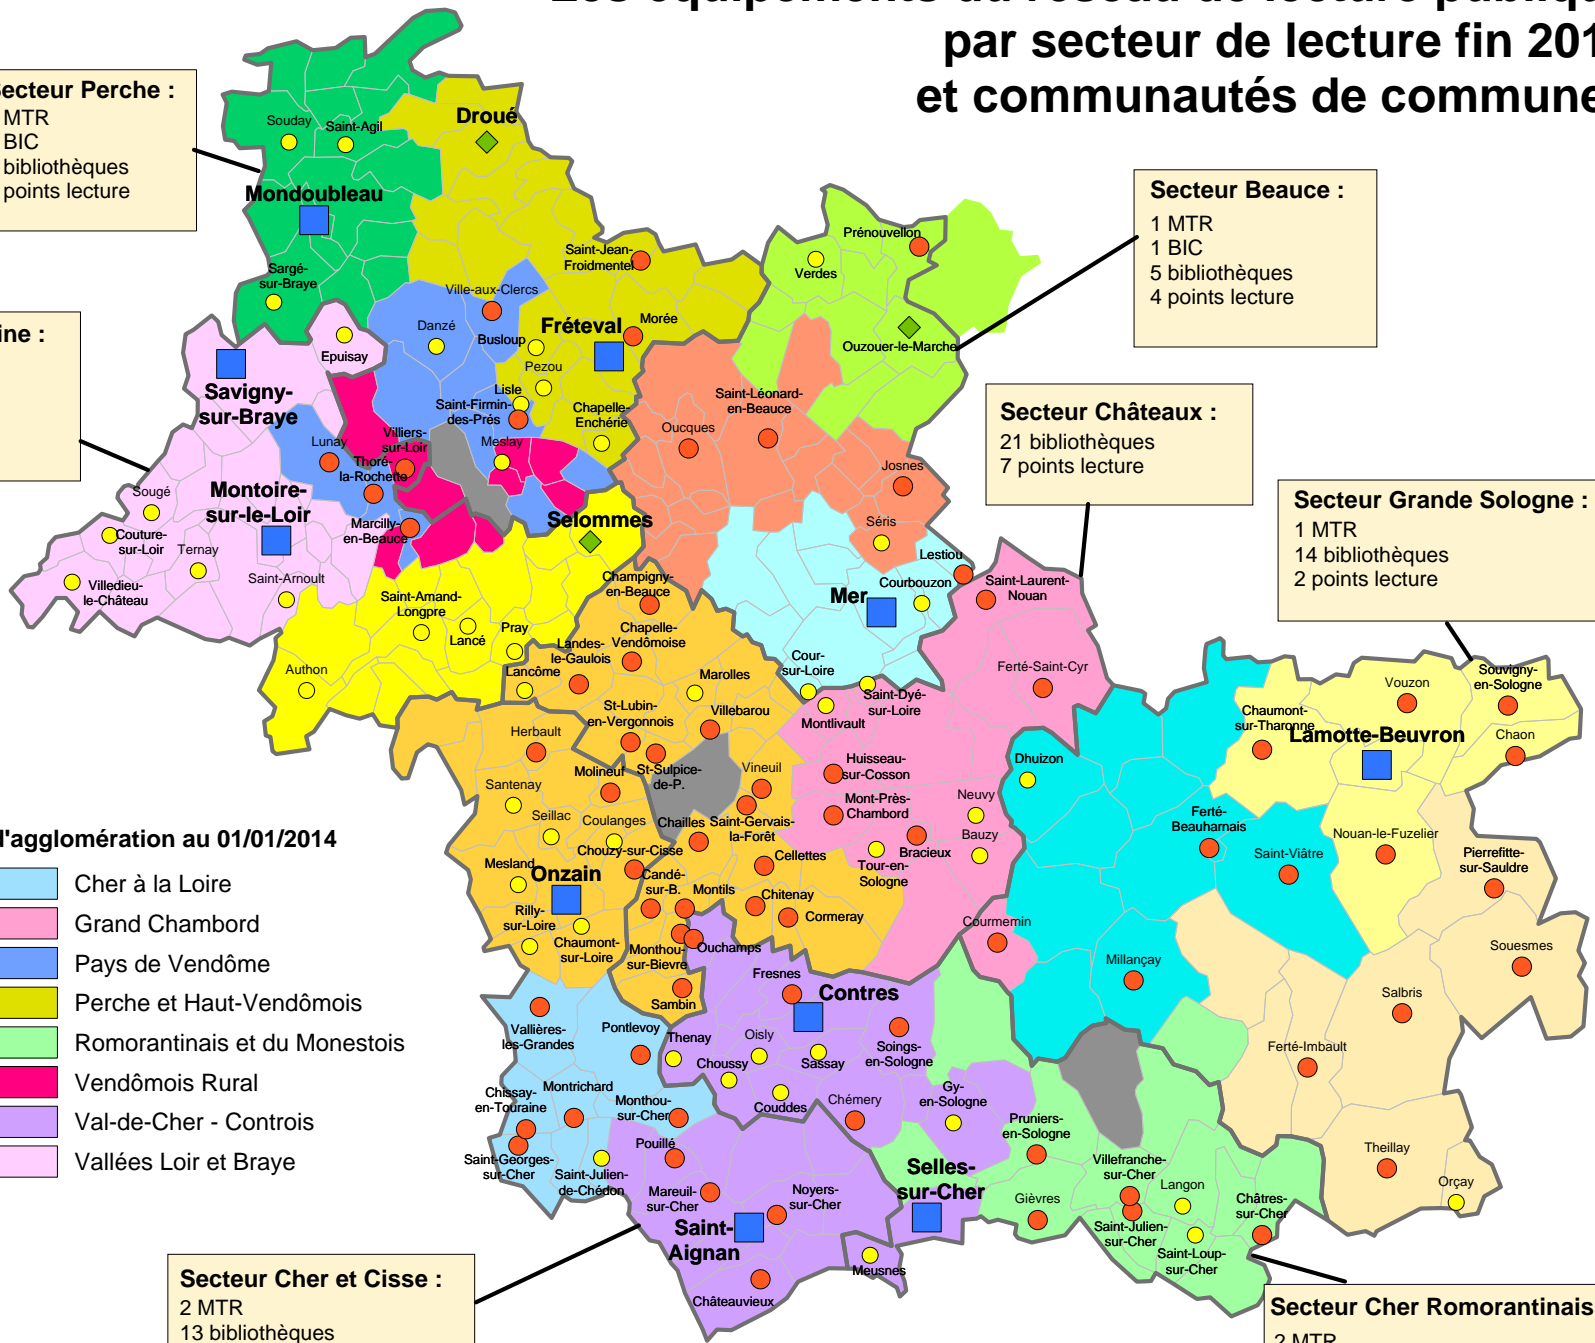 par secteur de lecture fin 201
et communautés de commune
Secteur Perche :
MTR
BIC
bibliothèques
points lecture
Secteur Beauce :
1 MTR
1 BIC
5 bibliothèques
4 points lecture
ine :
Secteur Châteaux :
21 bibliothèques
7 points lecture
Secteur Grande Sologne :
1 MTR
14 bibliothèques
2 points lecture
Droué
Souday
Saint-Agil
Mondoubleau
Sargé-
sur-Braye
Saint-Jean-
Froidmentel
Prénouvellon
Verdes
Ville-aux-Clercs
Danzé
Busloup
Fréteval
Morée
Ouzouer-le-Marche
Epuisay
Pezou
Savigny-
sur-Braye
Lisle
Saint-Firmin-
des-Prés
Chapelle-
Enchérie
Saint-Léonard-
en-Beauce
Oucques
Lunay
Villiers-
sur-Loir
Meslay
Thoré-
la-Rochette
Josnes
Sougé
Montoire-
sur-le-Loir
Marcilly-
en-Beauce
Selommes
Séris
Couture-
sur-Loir
Ternay
Lestiou
Villedieu-
le-Château
Saint-Arnoult
Champigny-
en-Beauce
Courbouzon
Saint-Laurent-
Nouan
Mer
Saint-Amand-
Longpre
Lancé
Pray
Chapelle-
Vendômoise
Landes-
le-Gaulois
Authon
Lancôme
Marolles
Cour-
sur-Loire
Ferté-Saint-Cyr
Saint-Dyé-
sur-Loire
Montlivault
St-Lubin-
en-Vergonnois
Villebarou
Vouzon
Souvigny-
en-Sologne
Chaumont-
sur-Tharonne
Lamotte-Beuvron
Chaon
Herbault
Molineuf
St-Sulpice-
de-P.
Vineuil
Huisseau-
sur-Cosson
Dhuizon
Santenay
Mont-Près-
Chambord
Neuvy
Bauzy
Seillac
Coulanges
Chailles
Saint-Gervais-
la-Forêt
Bracieux
Ferté-
Beauharnais
Nouan-le-Fuzelier
Saint-Viâtre
Pierrefitte-
sur-Sauldre
Mesland
Chouzy-sur-Cisse
Onzain
Candé-
sur-B.
Montils
Cellettes
Tour-en-
Sologne
Chitenay
Cormeray
Rilly-
sur-Loire
Chaumont-
sur-Loire
Monthou-
sur-Bievre
Ouchamps
Courmemin
Souesmes
Millançay
Fresnes
Contres
Sambin
Salbris
Vallières-
les-Grandes
Pontlevoy
Thenay
Oisly
Choussy
Sassay
Soings-
en-Sologne
Ferté-Imbault
Chissay-
en-Touraine
Montrichard
Monthou-
sur-Cher
Couddes
Chémery
Gy-
en-Sologne
Pruniers-
en-Sologne
Saint-Georges-
sur-Cher
Saint-Julien-
de-Chédon
Pouillé
Mareuil-
sur-Cher
Noyers-
sur-Cher
Selles-
sur-Cher
Gièvres
Villefranche-
sur-Cher
Langon
Châtres-
sur-Cher
Theillay
Orçay
Saint-
Aignan
Saint-Julien-
sur-Cher
Saint-Loup-
sur-Cher
Meusnes
Châteauvieux
l'agglomération au 01/01/2014
Cher à la Loire
Grand Chambord
Pays de Vendôme
Perche et Haut-Vendômois
Romorantinais et du Monestois
Vendômois Rural
Val-de-Cher - Controis
Vallées Loir et Braye
Secteur Cher et Cisse :
2 MTR
13 bibliothèques
Secteur Cher Romorantinais
2 MTR